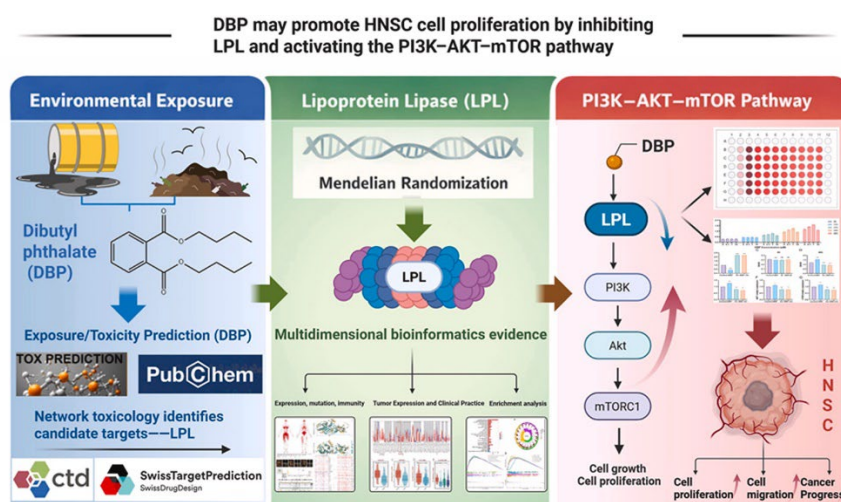 DBP may promote HNSC cell proliferation by inhibiting
LPL and activating the PI3K–AKT–mTOR pathway
Environmental Exposure
Dibutyl
phthalate
(DBP)
O
O
O
O
Exposure/Toxicity Prediction (DBP)
TOX PREDICTION
PubChem
Network toxicology identifies
candidate targets——LPL
ctd
SwissTargetPrediction
SwissDrugDesign
Lipoprotein Lipase (LPL)
Mendelian Randomization
LPL
Multidimensional bioinformatics evidence
Expression, mutation, immunity
Tumor Expression and Clinical Practice
Enrichment analysis
PI3K–AKT–mTOR Pathway
DBP
LPL
PI3K
Akt
mTORC1
Cell growth
Cell proliferation
H
N
S
C
Cell
proliferation
Cell
migration
Cancer
Progress